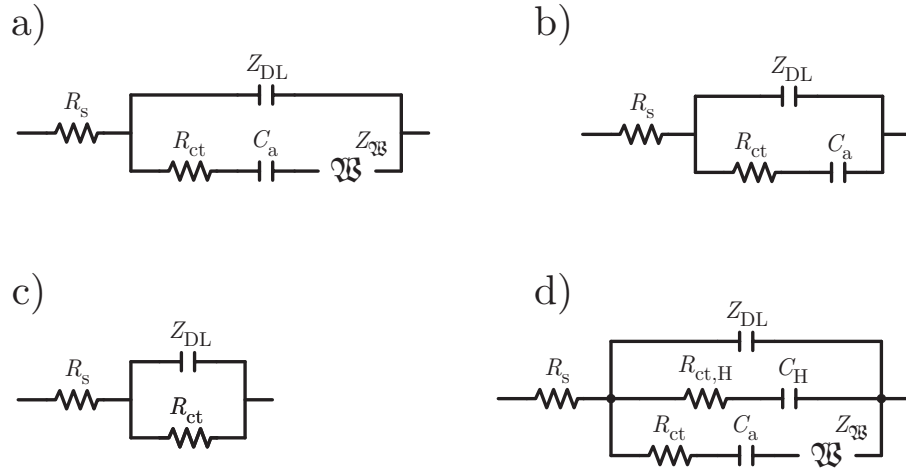 a)
Z_DL
R_s
R_ct
C_a
Z_𝔚
𝔚
b)
Z_DL
R_s
R_ct
C_a
c)
Z_DL
R_s
R_ct
d)
Z_DL
R_s
R_ct,H
C_H
R_ct
C_a
Z_𝔚
𝔚